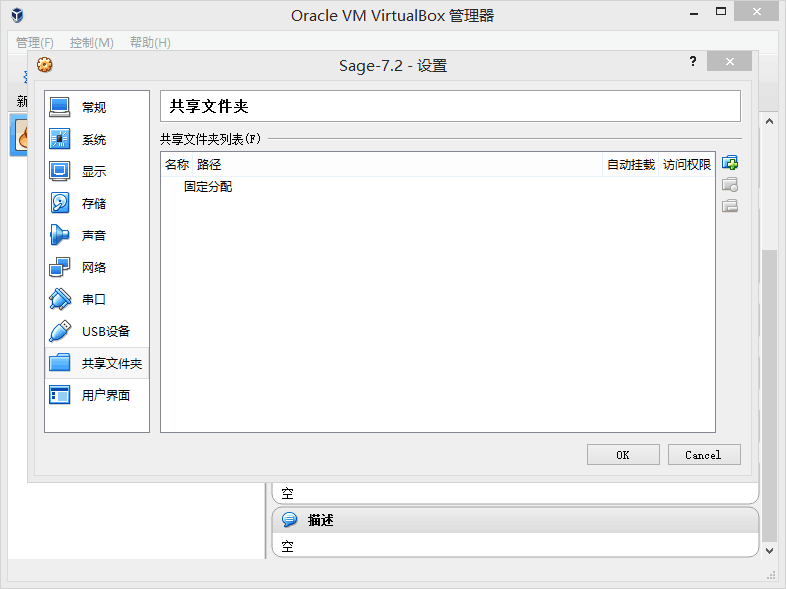 Oracle VM VirtualBox 管理器
管理(F) 控制(M) 帮助(H)
Sage-7.2 - 设置
?
新
常规
系统
显示
存储
声音
网络
串口
USB设备
共享文件夹
用户界面
共享文件夹
共享文件夹列表(F)
名称 路径 自动挂载 访问权限
固定分配
OK Cancel
空
描述
空